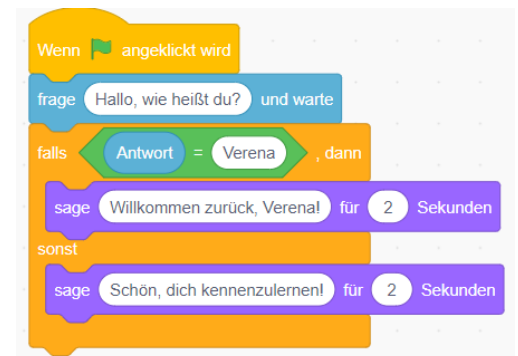 Wenn angeklickt wird
frage Hallo, wie heißt du? und warte
falls Antwort = Verena , dann
sage Willkommen zurück, Verena! für 2 Sekunden
sonst
sage Schön, dich kennenzulernen! für 2 Sekunden